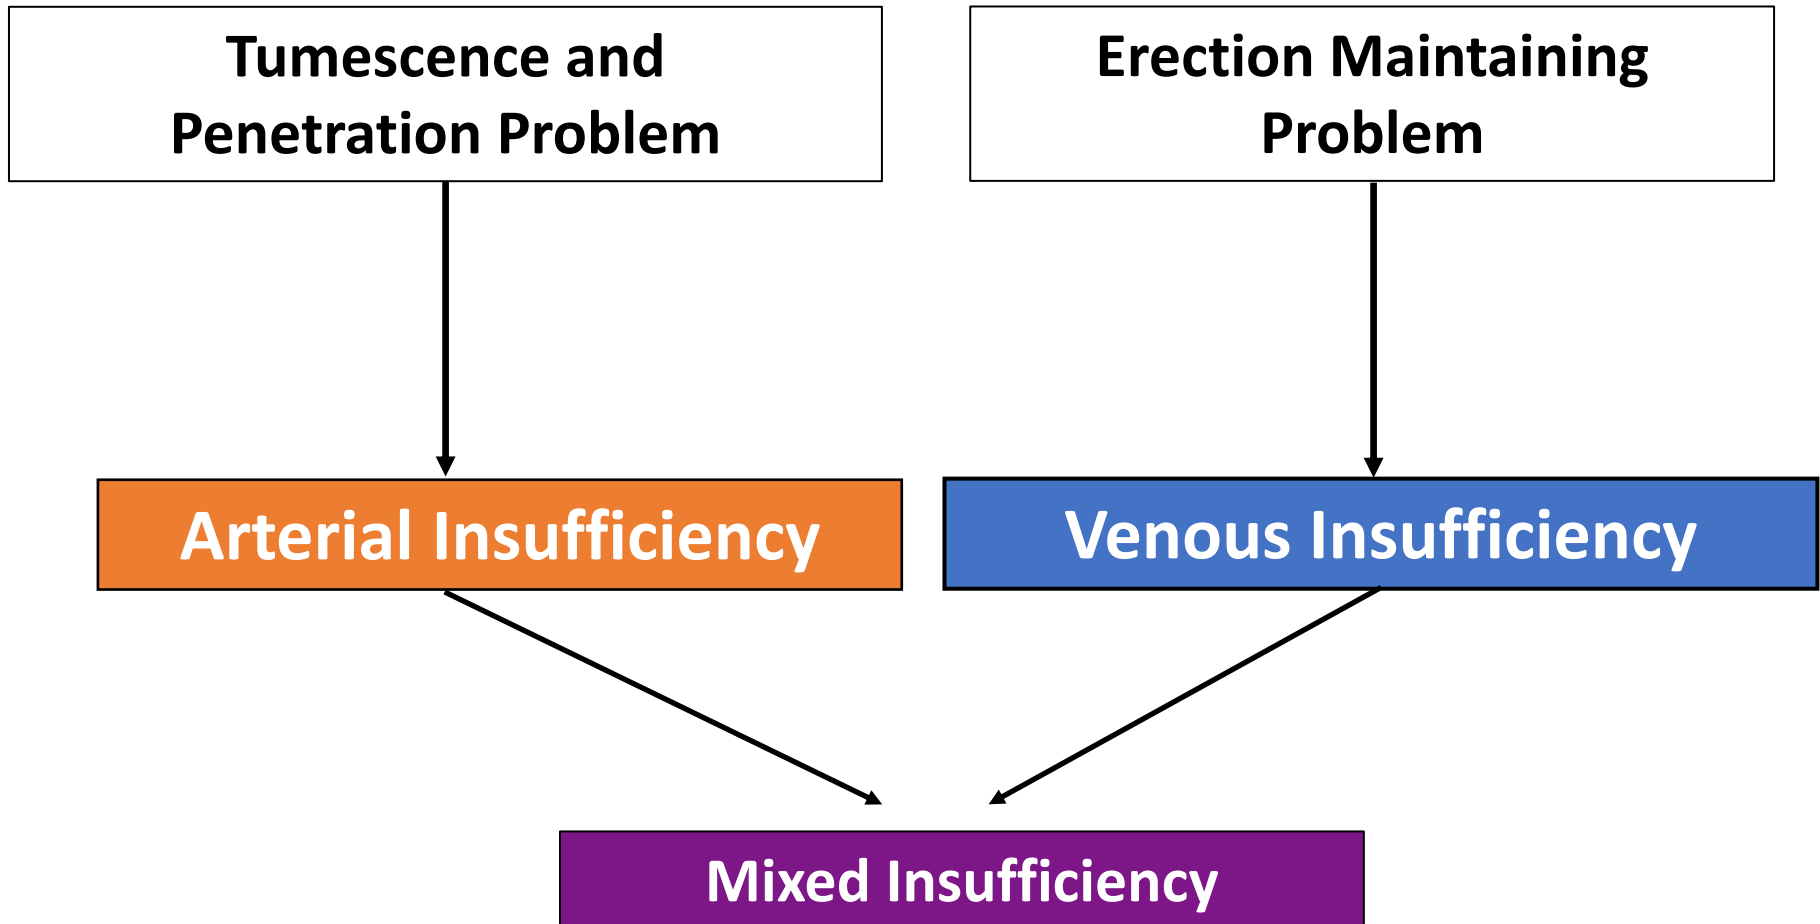 Tumescence and
Penetration Problem
Erection Maintaining
Problem
Arterial Insufficiency
Venous Insufficiency
Mixed Insufficiency